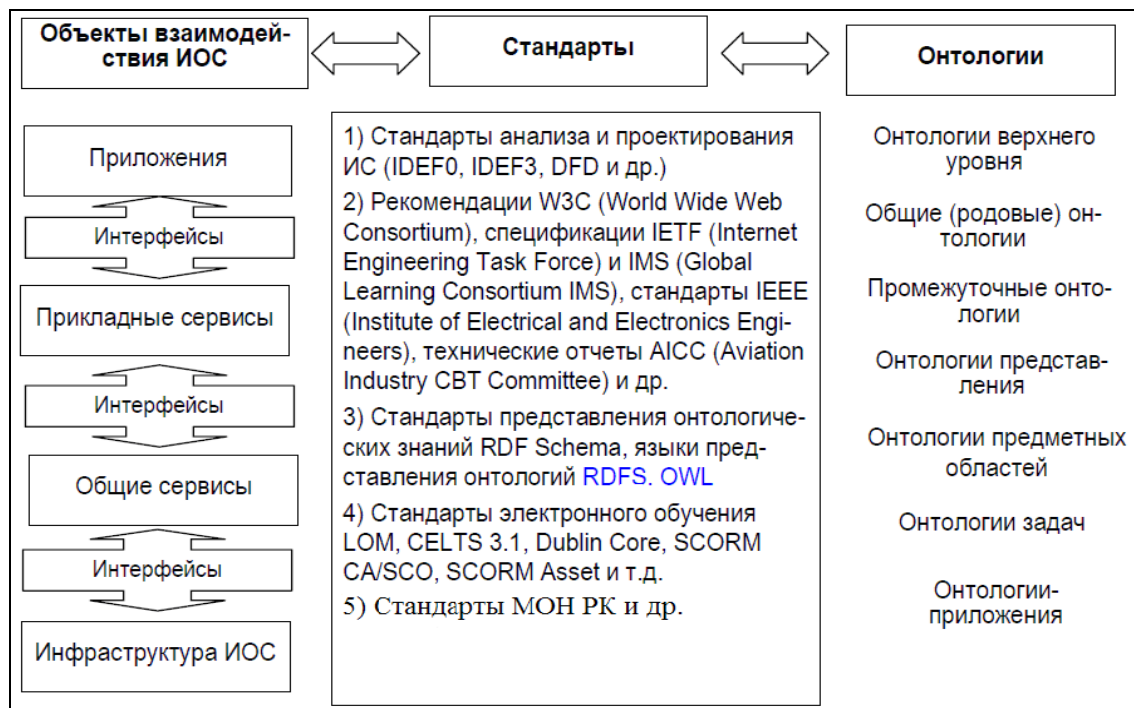 Объекты взаимодей-
ствия ИОС
Стандарты
Онтологии
Приложения
Интерфейсы
Прикладные сервисы
Интерфейсы
Общие сервисы
Интерфейсы
Инфраструктура ИОС
1) Стандарты анализа и проектирования
ИС (IDEF0, IDEF3, DFD и др.)
2) Рекомендации W3C (World Wide Web
Consortium), спецификации IETF (Internet
Engineering Task Force) и IMS (Global
Learning Consortium IMS), стандарты IEEE
(Institute of Electrical and Electronics Engi-
neers), технические отчеты AICC (Aviation
Industry CBT Committee) и др.
3) Стандарты представления онтологиче-
ских знаний RDF Schema, языки пред-
ставления онтологий RDFS. OWL
4) Стандарты электронного обучения
LOM, CELTS 3.1, Dublin Core, SCORM
CA/SCO, SCORM Asset и т.д.
5) Стандарты МОН РК и др.
Онтологии верхнего
уровня
Общие (родовые) он-
тологии
Промежуточные онто-
логии
Онтологии представ-
ления
Онтологии предметных
областей
Онтологии задач
Онтологии-
приложения